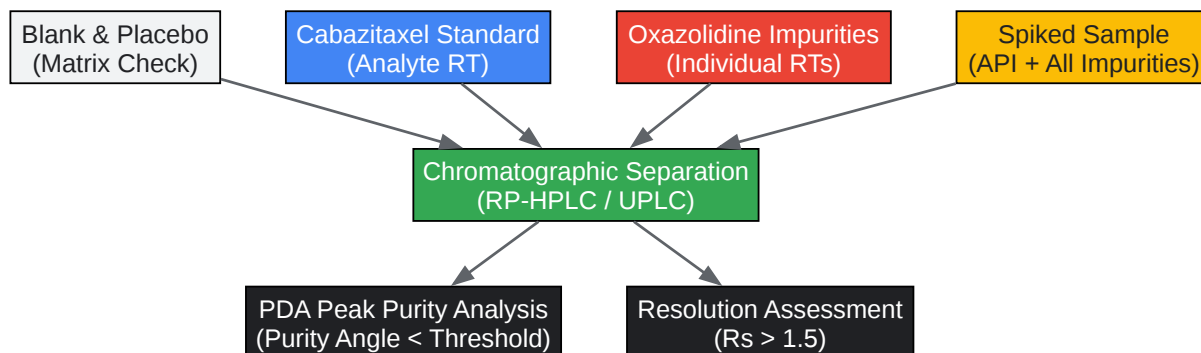 Blank & Placebo
(Matrix Check)
Cabazitaxel Standard
(Analyte RT)
Oxazolidine Impurities
(Individual RTs)
Spiked Sample
(API + All Impurities)
Chromatographic Separation
(RP-HPLC / UPLC)
PDA Peak Purity Analysis
(Purity Angle < Threshold)
Resolution Assessment
(Rs > 1.5)